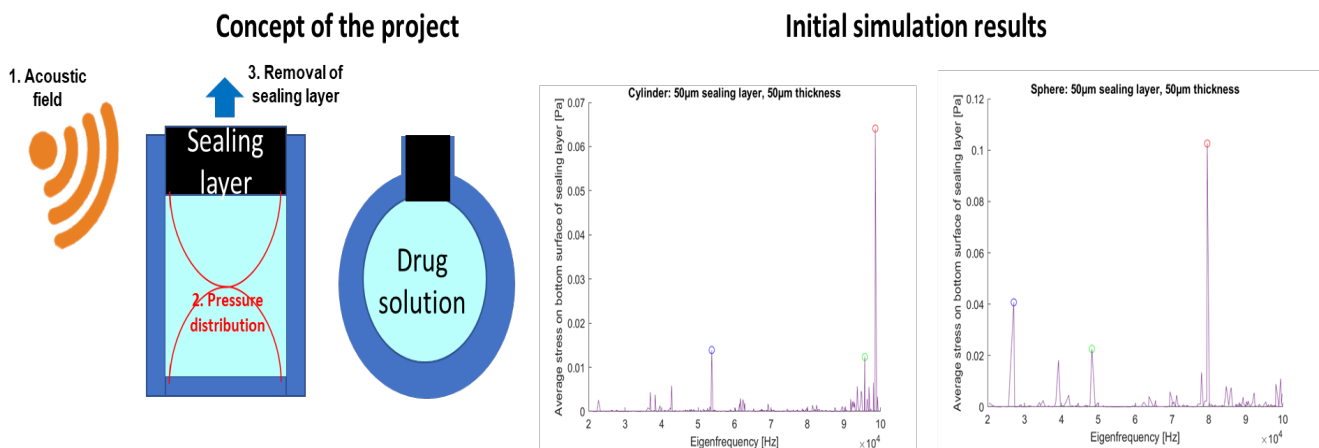 Concept of the project
Initial simulation results
1. Acoustic
field
3. Removal of
sealing layer
Sealing
layer
2. Pressure
distribution
Drug
solution
Cylinder: 50µm sealing layer, 50µm thickness
Average stress on bottom surface of sealing layer [Pa]
0.07
0.06
0.05
0.04
0.03
0.02
0.01
0
2 3 4 5 6 7 8 9 10
Eigenfrequency [Hz]
×10⁴
Sphere: 50µm sealing layer, 50µm thickness
Average stress on bottom surface of sealing layer [Pa]
0.12
0.1
0.08
0.06
0.04
0.02
0
2 3 4 5 6 7 8 9 10
Eigenfrequency [Hz]
×10⁴